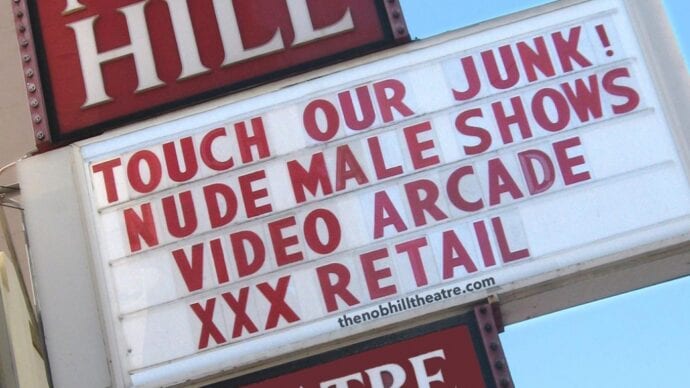 HILL
TOUCH OUR JUNK!
NUDE MALE SHOWS
VIDEO ARCADE
XXX RETAIL
thenobhilltheatre.com